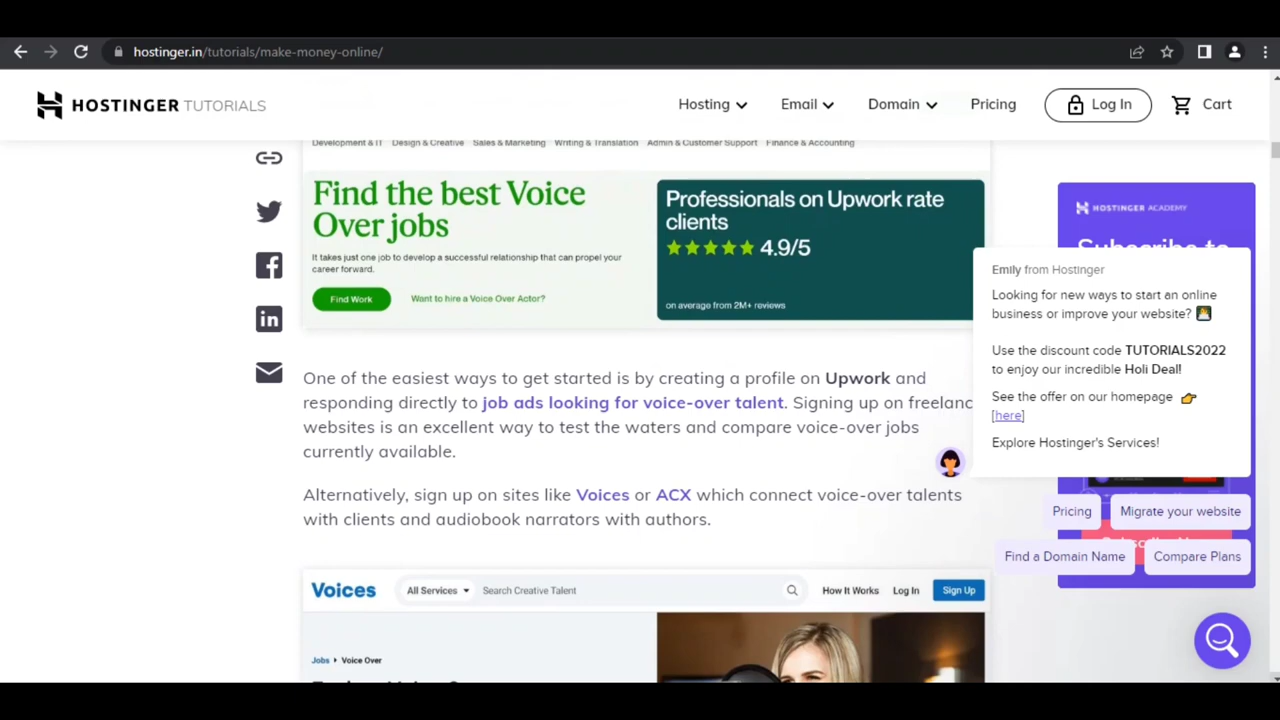 hostinger.in/tutorials/make-money-online/
HOSTINGER TUTORIALS
Hosting
Email
Domain
Pricing
Log In
Cart
Development & IT Design & Creative Sales & Marketing Writing & Translation Admin & Customer Support Finance & Accounting
Find the best Voice
Over jobs
It takes just one job to develop a successful relationship that can propel your
career forward.
Find Work
Want to hire a Voice Over Actor?
Professionals on Upwork rate
clients
4.9/5
on average from 2M+ reviews
One of the easiest ways to get started is by creating a profile on Upwork and
responding directly to job ads looking for voice-over talent. Signing up on freelanc
websites is an excellent way to test the waters and compare voice-over jobs
currently available.
Alternatively, sign up on sites like Voices or ACX which connect voice-over talents
with clients and audiobook narrators with authors.
Voices
All Services
Search Creative Talent
How It Works
Log In
Sign Up
Jobs
Voice Over
HOSTINGER ACADEMY
Subscribe to
Emily from Hostinger
Looking for new ways to start an online
business or improve your website?
Use the discount code TUTORIALS2022
to enjoy our incredible Holi Deal!
See the offer on our homepage
[here]
Explore Hostinger's Services!
Pricing
Migrate your website
Find a Domain Name
Compare Plans